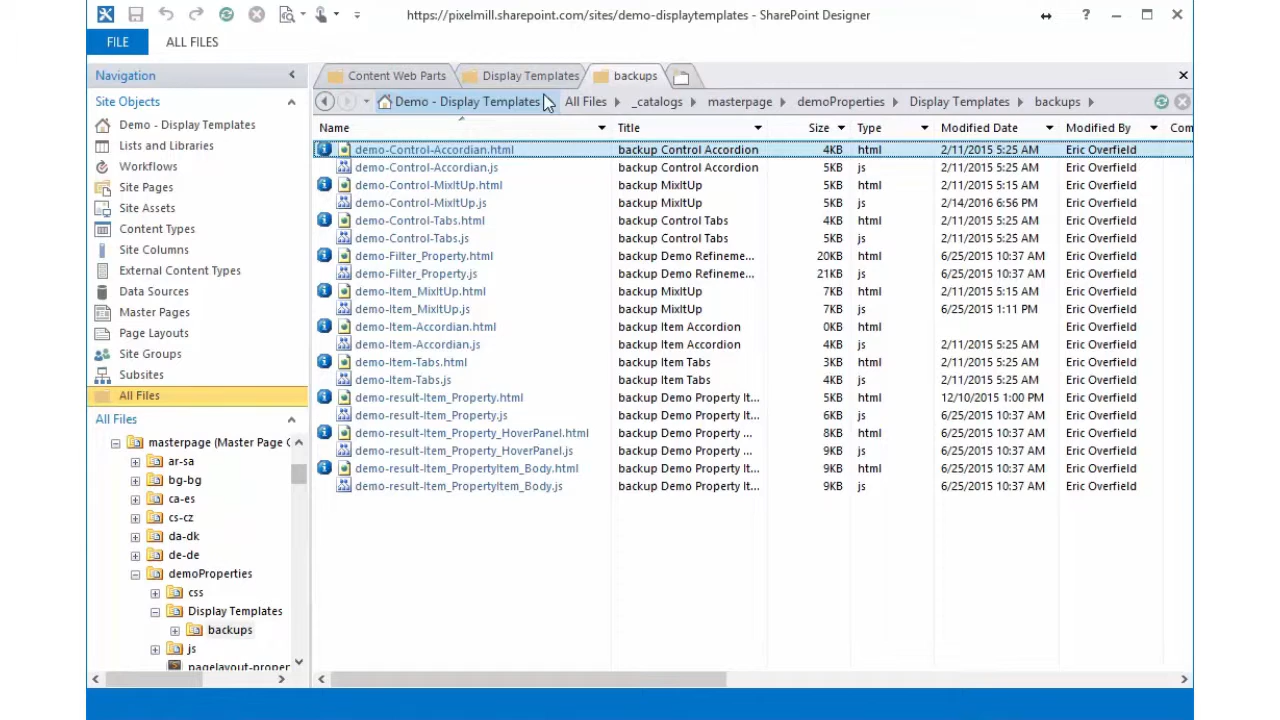 https://pixelmill.sharepoint.com/sites/demo-displaytemplates - SharePoint Designer
FILE ALL FILES
Navigation
Site Objects
Demo - Display Templates
Lists and Libraries
Workflows
Site Pages
Site Assets
Content Types
Site Columns
External Content Types
Data Sources
Master Pages
Page Layouts
Site Groups
Subsites
All Files
All Files
masterpage (Master Page G
ar-sa
bg-bg
ca-es
cs-cz
da-dk
de-de
demoProperties
css
Display Templates
backups
js
pagelayout-proper
Content Web Parts Display Templates backups
Demo - Display Templates All Files _catalogs masterpage demoProperties Display Templates backups
Name Title Size Type Modified Date Modified By Com
demo-Control-Accordian.html backup Control Accordian 4KB html 2/11/2015 5:25 AM Eric Overfield
demo-Control-Accordian.js backup Control Accordian 5KB js 2/11/2015 5:25 AM Eric Overfield
demo-Control-MixItUp.html backup MixItUp 5KB html 2/11/2015 5:15 AM Eric Overfield
demo-Control-MixItUp.js backup MixItUp 5KB js 2/14/2016 6:56 PM Eric Overfield
demo-Control-Tabs.html backup Control Tabs 4KB html 2/11/2015 5:25 AM Eric Overfield
demo-Control-Tabs.js backup Control Tabs 5KB js 2/11/2015 5:25 AM Eric Overfield
demo-Filter_Property.html backup Demo Refineme... 20KB html 6/25/2015 10:37 AM Eric Overfield
demo-Filter_Property.js backup Demo Refineme... 21KB js 6/25/2015 10:37 AM Eric Overfield
demo-Item_MixItUp.html backup MixItUp 7KB html 2/11/2015 5:15 AM Eric Overfield
demo-Item_MixItUp.js backup MixItUp 7KB js 6/25/2015 1:11 PM Eric Overfield
demo-Item-Accordian.html backup Item Accordian 0KB html Eric Overfield
demo-Item-Accordian.js backup Item Accordian 4KB js 2/11/2015 5:25 AM Eric Overfield
demo-Item-Tabs.html backup Item Tabs 3KB html 2/11/2015 5:25 AM Eric Overfield
demo-Item-Tabs.js backup Item Tabs 4KB js 2/11/2015 5:25 AM Eric Overfield
demo-result-Item_Property.html backup Demo Property It... 5KB html 12/10/2015 1:00 PM Eric Overfield
demo-result-Item_Property.js backup Demo Property It... 6KB js 6/25/2015 10:37 AM Eric Overfield
demo-result-Item_Property_HoverPanel.html backup Demo Property ... 8KB html 6/25/2015 10:37 AM Eric Overfield
demo-result-Item_Property_HoverPanel.js backup Demo Property ... 9KB js 6/25/2015 10:37 AM Eric Overfield
demo-result-Item_PropertyItem_Body.html backup Demo Property It... 9KB html 6/25/2015 10:37 AM Eric Overfield
demo-result-Item_PropertyItem_Body.js backup Demo Property It... 9KB js 6/25/2015 10:37 AM Eric Overfield